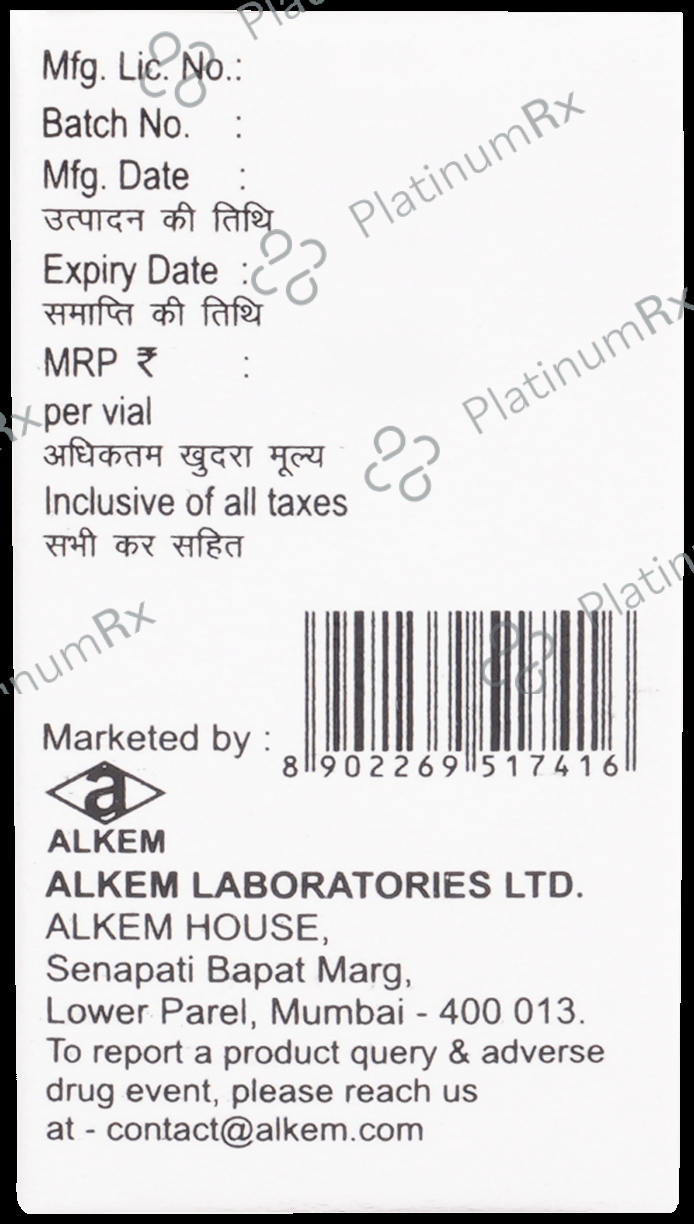 Mfg. Lic. No.:
Batch No. :
Mfg. Date :
उत्पादन की तिथि
Expiry Date :
समाप्ति की तिथि
MRP ₹ :
per vial
अधिकतम खुदरा मूल्य
Inclusive of all taxes
सभी कर सहित
Marketed by :
8 902269 517416
a
ALKEM
ALKEM LABORATORIES LTD.
ALKEM HOUSE,
Senapati Bapat Marg,
Lower Parel, Mumbai - 400 013.
To report a product query & adverse
drug event, please reach us
at - contact@alkem.com
PlatinumRx
PlatinumRx